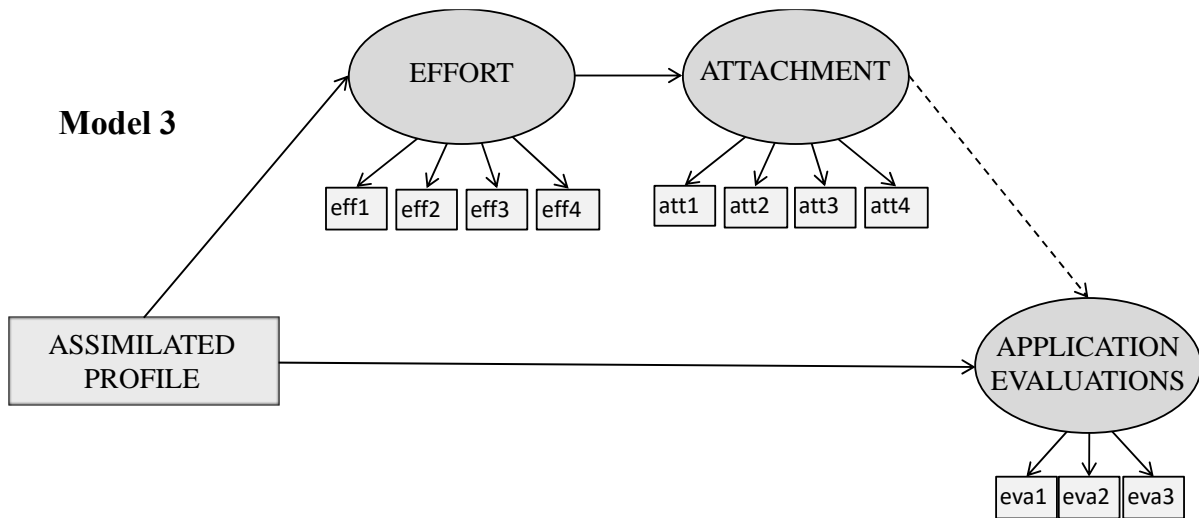 EFFORT
ATTACHMENT
Model 3
eff1 eff2 eff3 eff4
att1 att2 att3 att4
ASSIMILATED
PROFILE
APPLICATION
EVALUATIONS
eva1 eva2 eva3